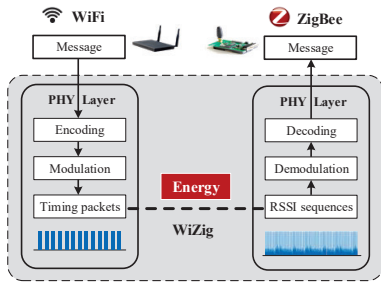 WiFi
ZigBee
Message
Message
PHY Layer
PHY Layer
Encoding
Decoding
Modulation
Demodulation
Energy
Timing packets
RSSI sequences
WiZig